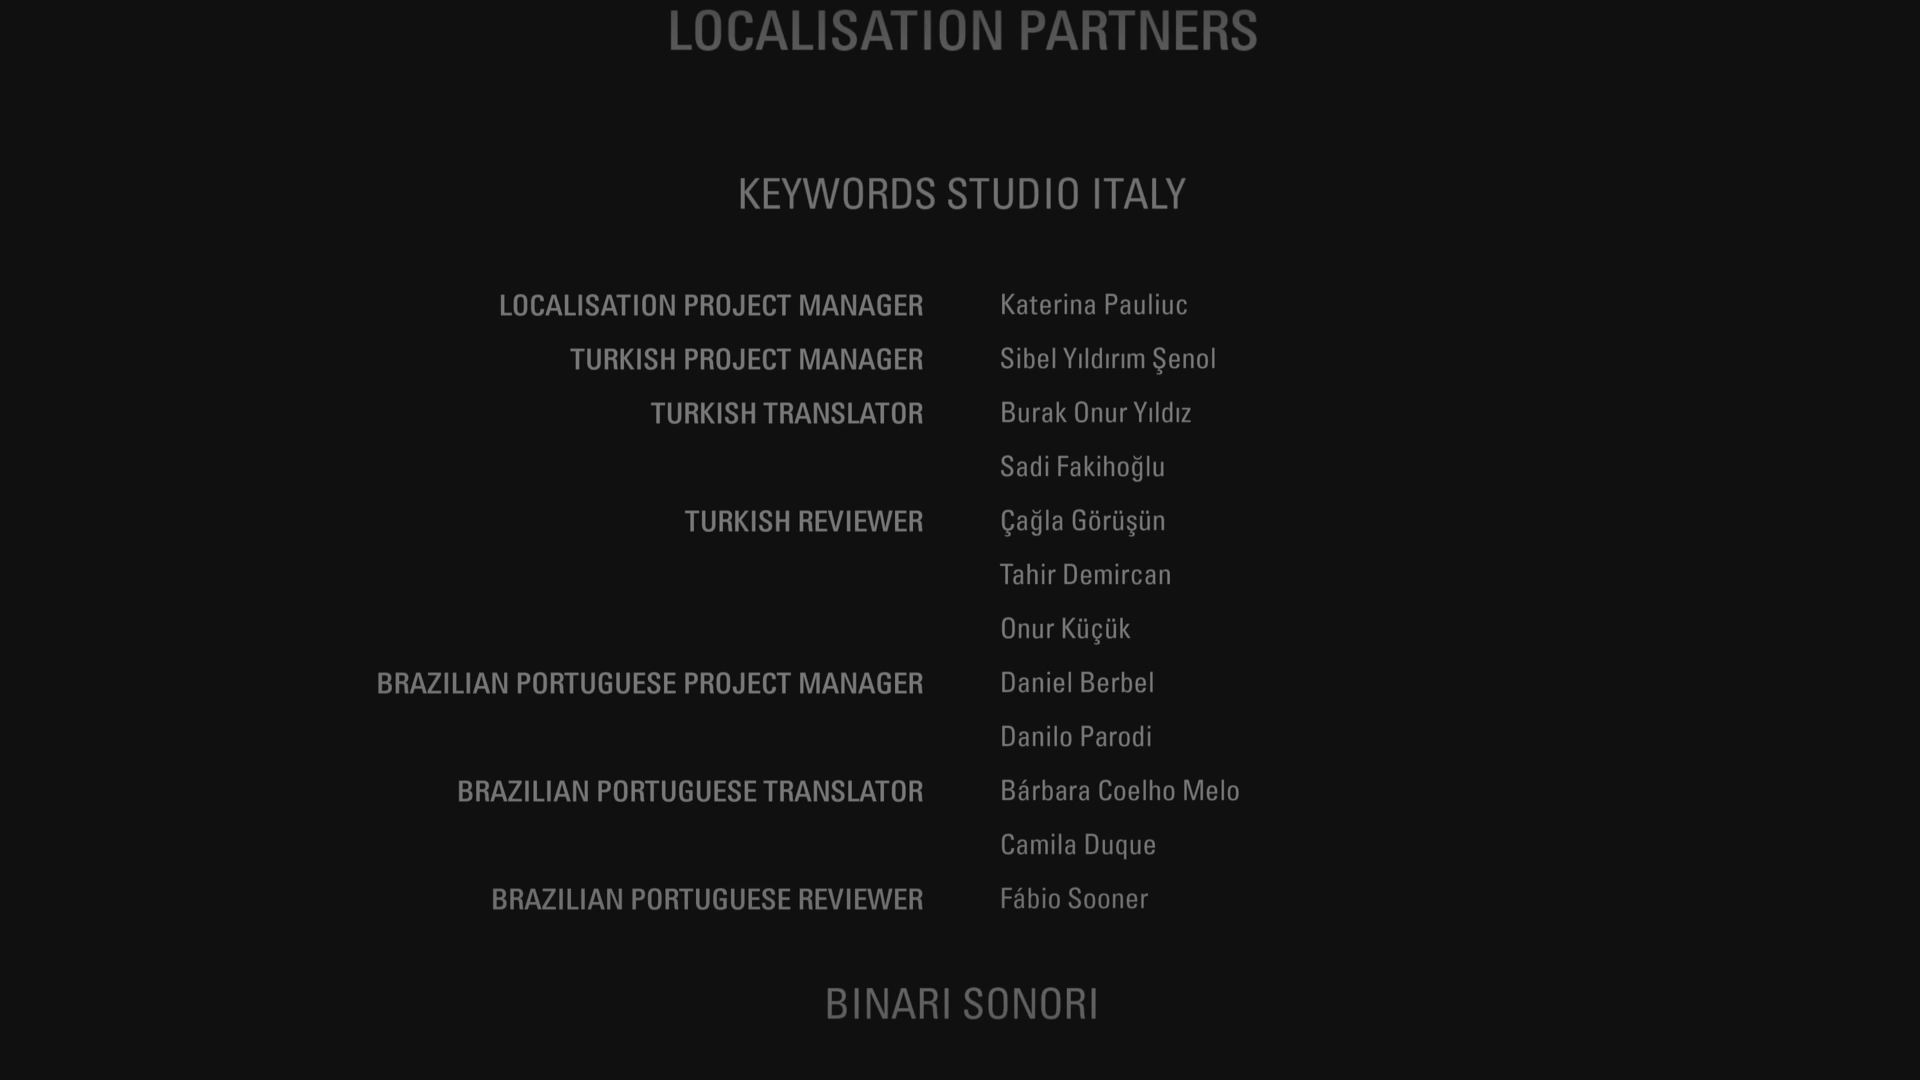 LOCALISATION PARTNERS
KEYWORDS STUDIO ITALY
LOCALISATION PROJECT MANAGER Katerina Pauliuc
TURKISH PROJECT MANAGER Sibel Yıldırım Şenol
TURKISH TRANSLATOR Burak Onur Yıldız
Sadi Fakihoğlu
TURKISH REVIEWER Çağla Görüşün
Tahir Demircan
Onur Küçük
BRAZILIAN PORTUGUESE PROJECT MANAGER Daniel Berbel
Danilo Parodi
BRAZILIAN PORTUGUESE TRANSLATOR Bárbara Coelho Melo
Camila Duque
BRAZILIAN PORTUGUESE REVIEWER Fábio Sooner
BINARI SONORI